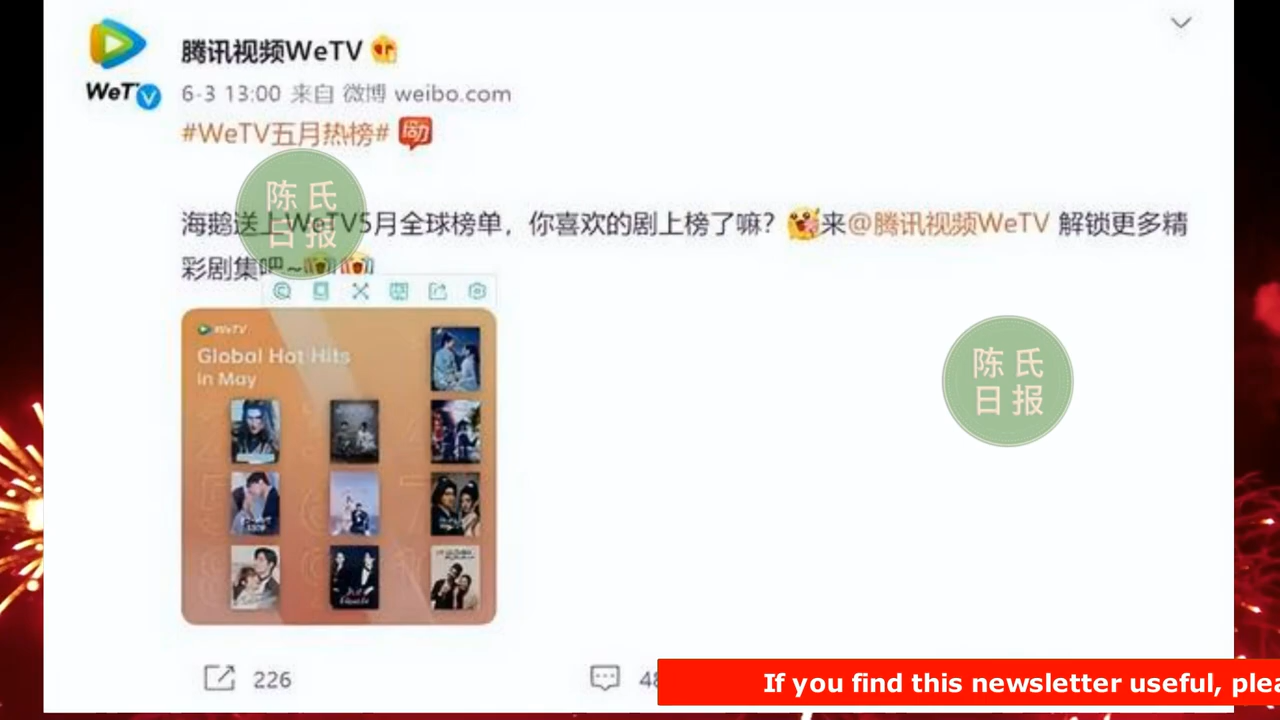 腾讯视频WeTV
WeT
6-3 13:00 来自 微博 weibo.com
#WeTV五月热榜#
海鹅送上WeTV5月全球榜单，你喜欢的剧上榜了嘛？来@腾讯视频WeTV 解锁更多精
彩剧集吧~
陈氏
日报
WeTV
Global Hot Hits
in May
陈氏
日报
226
48
If you find this newsletter useful, plea